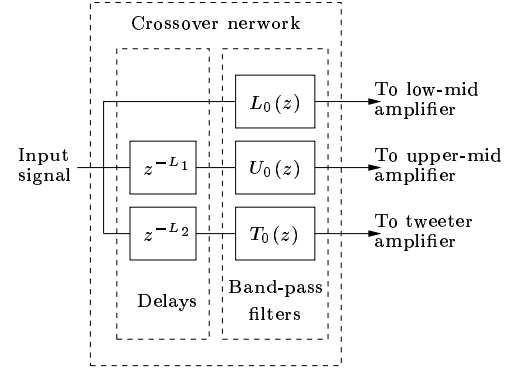 Crossover nerwork
L₀(z)
To low-mid
amplifier
Input
signal
z^{-L₁}
U₀(z)
To upper-mid
amplifier
z^{-L₂}
T₀(z)
To tweeter
amplifier
Delays
Band-pass
filters